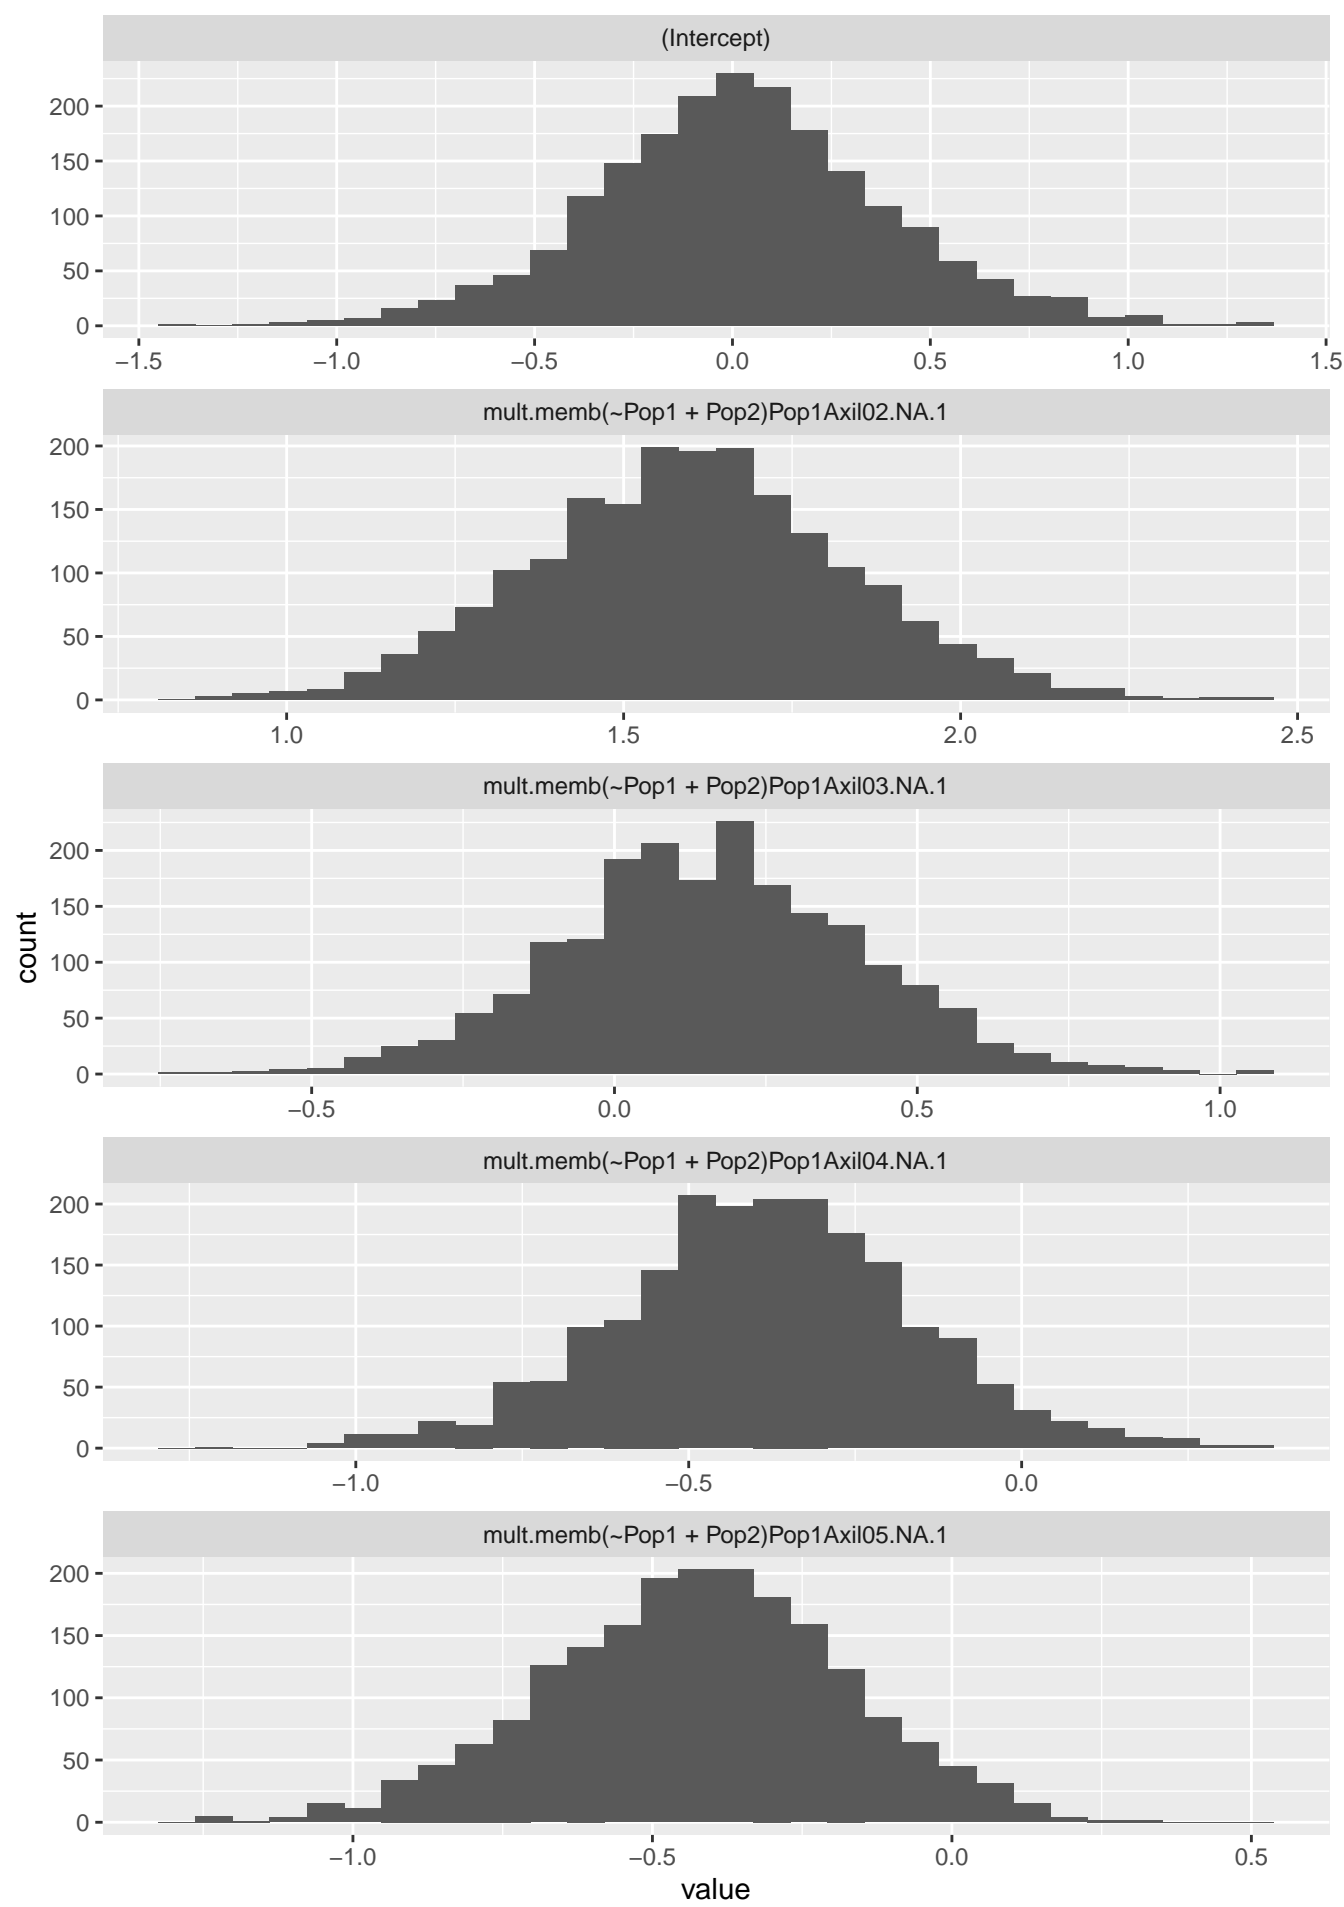 (Intercept)
200
150
100
50
0
−1.5 −1.0 −0.5 0.0 0.5 1.0 1.5
mult.memb(~Pop1 + Pop2)Pop1Axil02.NA.1
200
150
100
50
0
1.0 1.5 2.0 2.5
mult.memb(~Pop1 + Pop2)Pop1Axil03.NA.1
200
150
100
50
0
−0.5 0.0 0.5 1.0
count
mult.memb(~Pop1 + Pop2)Pop1Axil04.NA.1
200
150
100
50
0
−1.0 −0.5 0.0
mult.memb(~Pop1 + Pop2)Pop1Axil05.NA.1
200
150
100
50
0
−1.0 −0.5 0.0 0.5
value